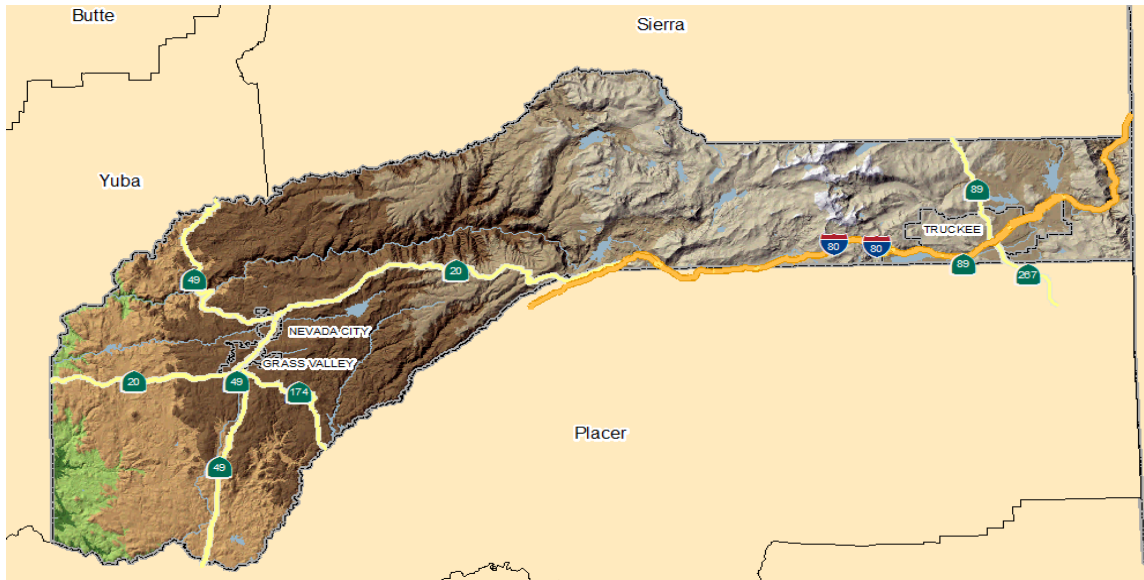 Butte
Sierra
Yuba
89
TRUCKEE
80
80
89
267
20
49
NEVADA CITY
GRASS VALLEY
20
49
174
Placer
49